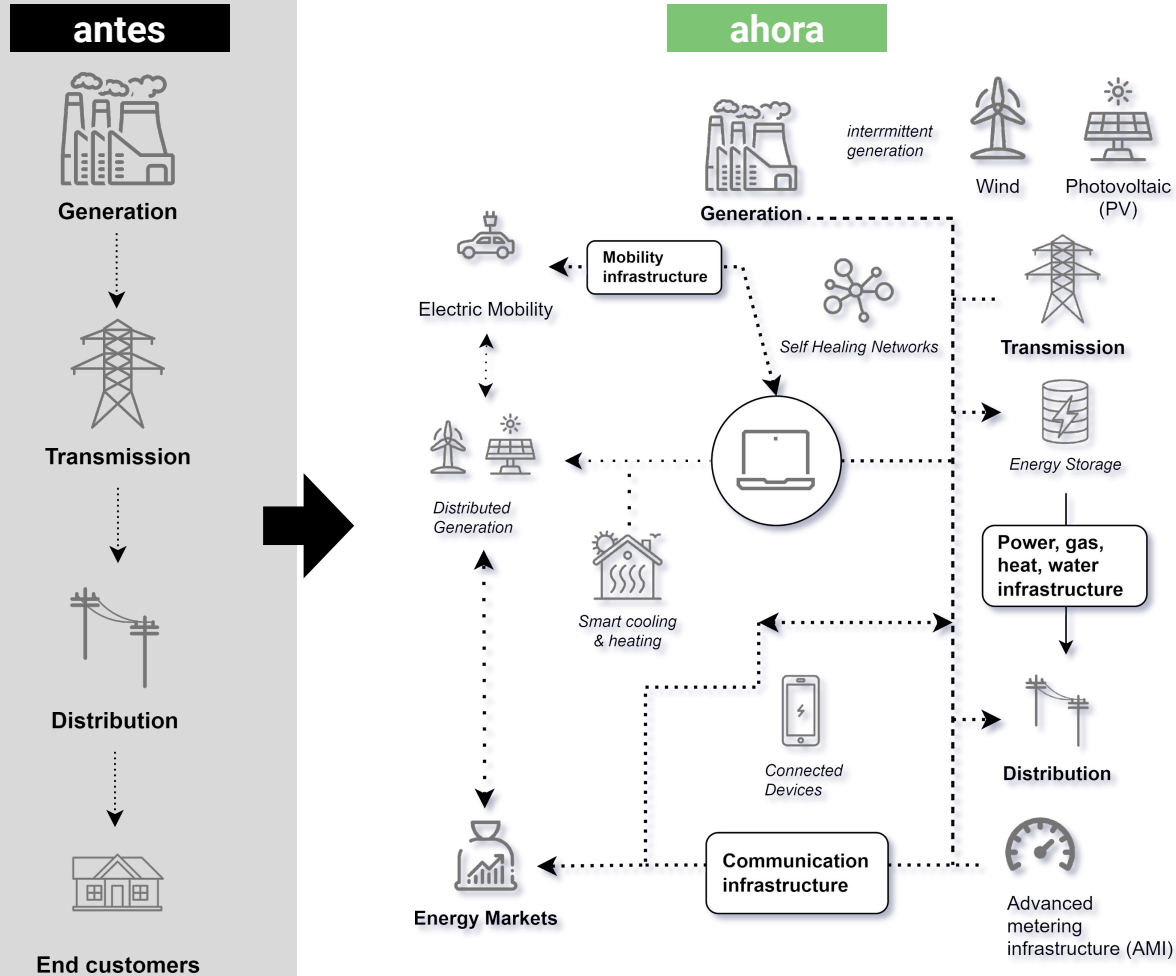 antes
Generation
Transmission
Distribution
End customers
ahora
Generation
interrmittent
generation
Wind
Photovoltaic
(PV)
Mobility
infrastructure
Electric Mobility
Self Healing Networks
Transmission
Energy Storage
Distributed
Generation
Power, gas,
heat, water
infrastructure
Smart cooling
& heating
Connected
Devices
Distribution
Energy Markets
Communication
infrastructure
Advanced
metering
infrastructure (AMI)